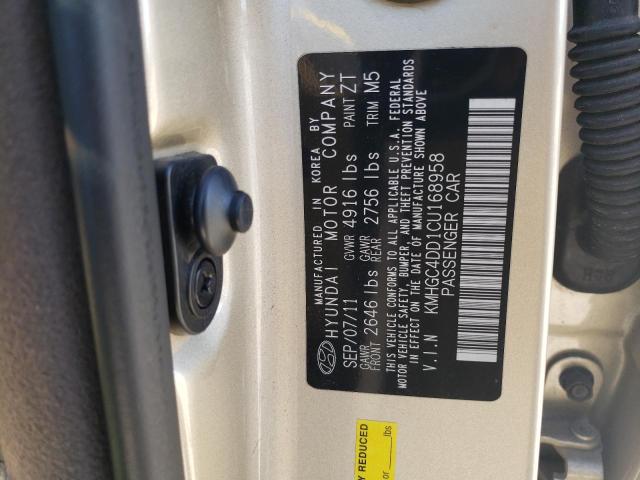 MANUFACTURED IN KOREA BY
HYUNDAI MOTOR COMPANY
SEP/07/11 GVWR 4916 lbs PAINT ZT
GAWR FRONT 2646 lbs GAWR REAR 2756 lbs TRIM M5
THIS VEHICLE CONFORMS TO ALL APPLICABLE U.S.A. FEDERAL
MOTOR VEHICLE SAFETY, BUMPER, AND THEFT PREVENTION STANDARDS
IN EFFECT ON THE DATE OF MANUFACTURE SHOWN ABOVE
V.I.N KMHGC4DD1CU168958
PASSENGER CAR
Y REDUCED
or lbs